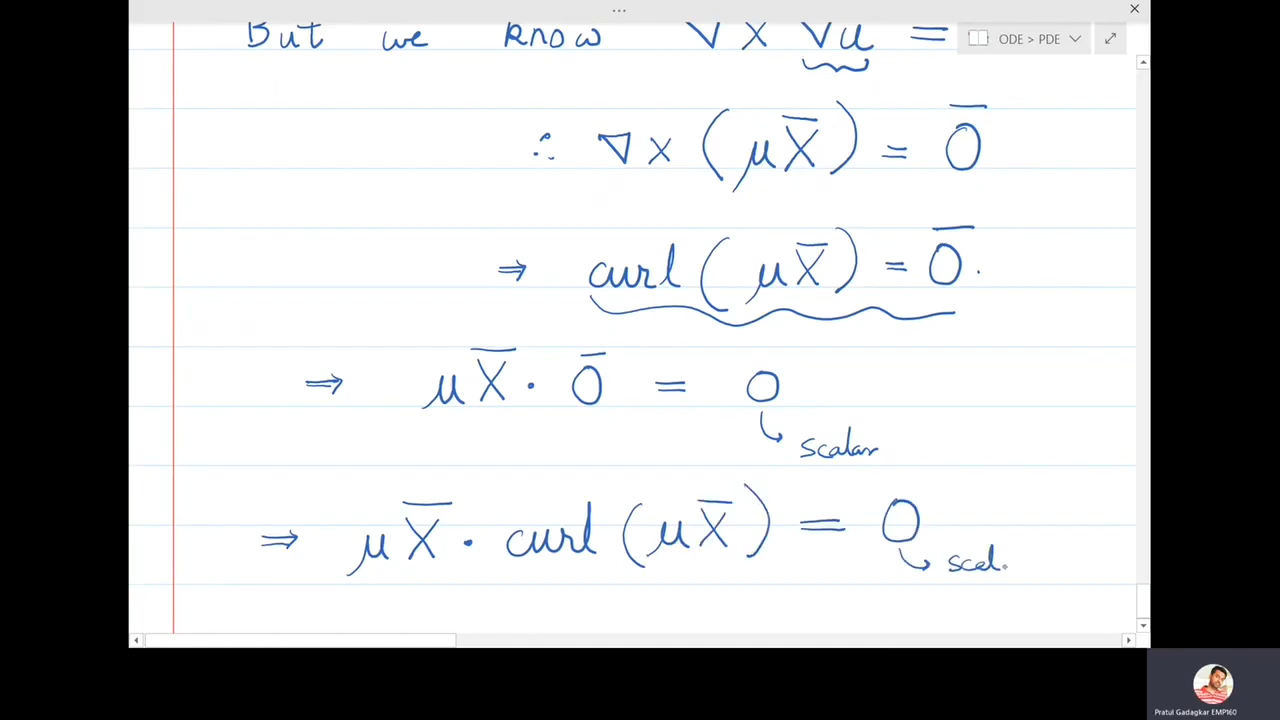 ...
ODE > PDE
But we know ∇ × ∇u =
∴ ∇ × (μX̄) = 0̄
⇒ curl (μX̄) = 0̄.
⇒ μX̄ · 0̄ = 0
scalar
⇒ μX̄ · curl (μX̄) = 0
scal
Pratul Gadagkar EMP160